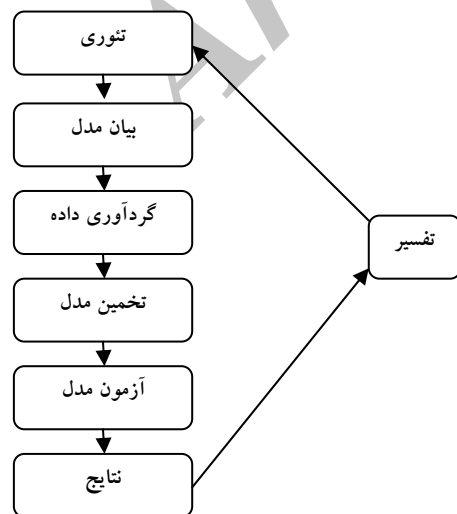 تئوری
بیان مدل
گردآوری داده
تخمین مدل
آزمون مدل
نتایج
تفسیر